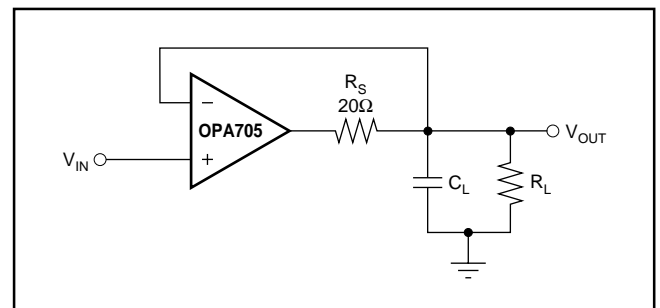 R_S
20Ω
−
OPA705
+
V_IN
V_OUT
C_L
R_L